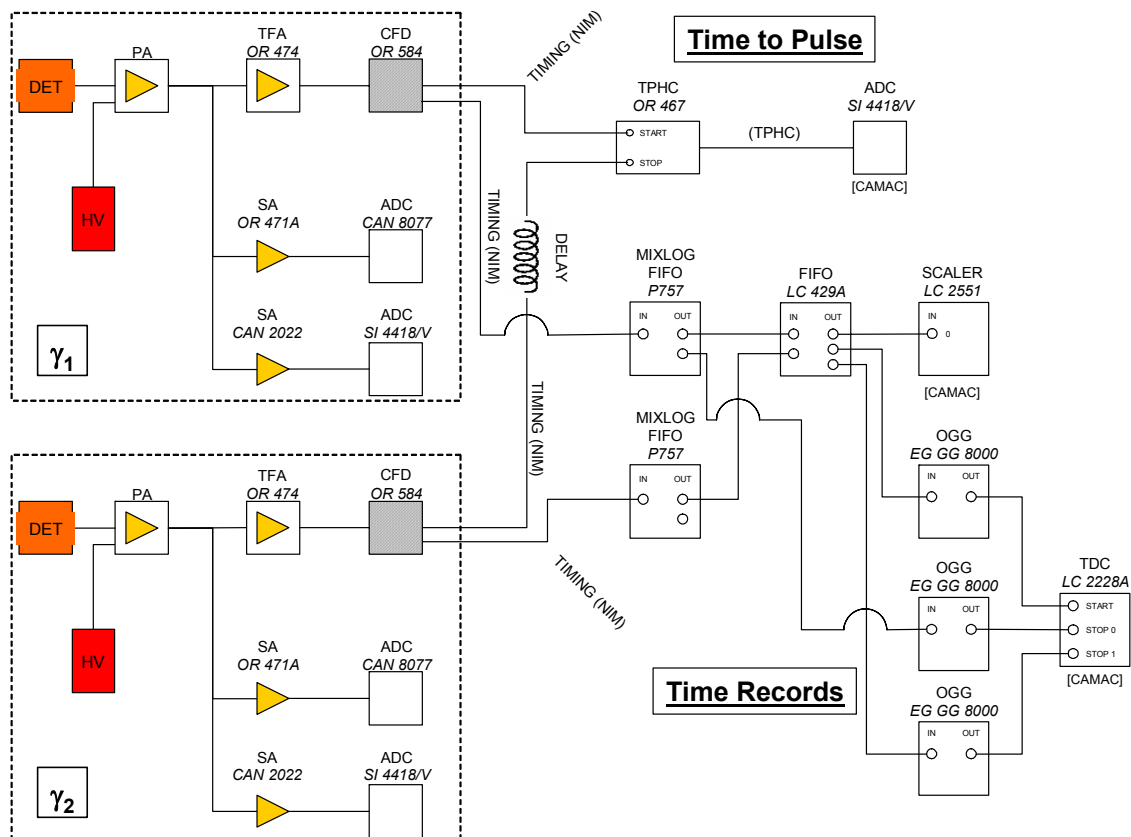 Time to Pulse
PA
TFA
OR 474
CFD
OR 584
DET
HV
SA
OR 471A
ADC
CAN 8077
SA
CAN 2022
ADC
SI 4418/V
γ1
TIMING (NIM)
TPHC
OR 467
START
STOP
(TPHC)
ADC
SI 4418/V
[CAMAC]
TIMING (NIM)
DELAY
MIXLOG
FIFO
P757
IN
OUT
FIFO
LC 429A
IN
OUT
SCALER
LC 2551
IN
0
[CAMAC]
TIMING (NIM)
MIXLOG
FIFO
P757
IN
OUT
OGG
EG GG 8000
IN
OUT
PA
TFA
OR 474
CFD
OR 584
DET
HV
SA
OR 471A
ADC
CAN 8077
SA
CAN 2022
ADC
SI 4418/V
γ2
TIMING (NIM)
OGG
EG GG 8000
IN
OUT
TDC
LC 2228A
START
STOP 0
STOP 1
[CAMAC]
Time Records
OGG
EG GG 8000
IN
OUT